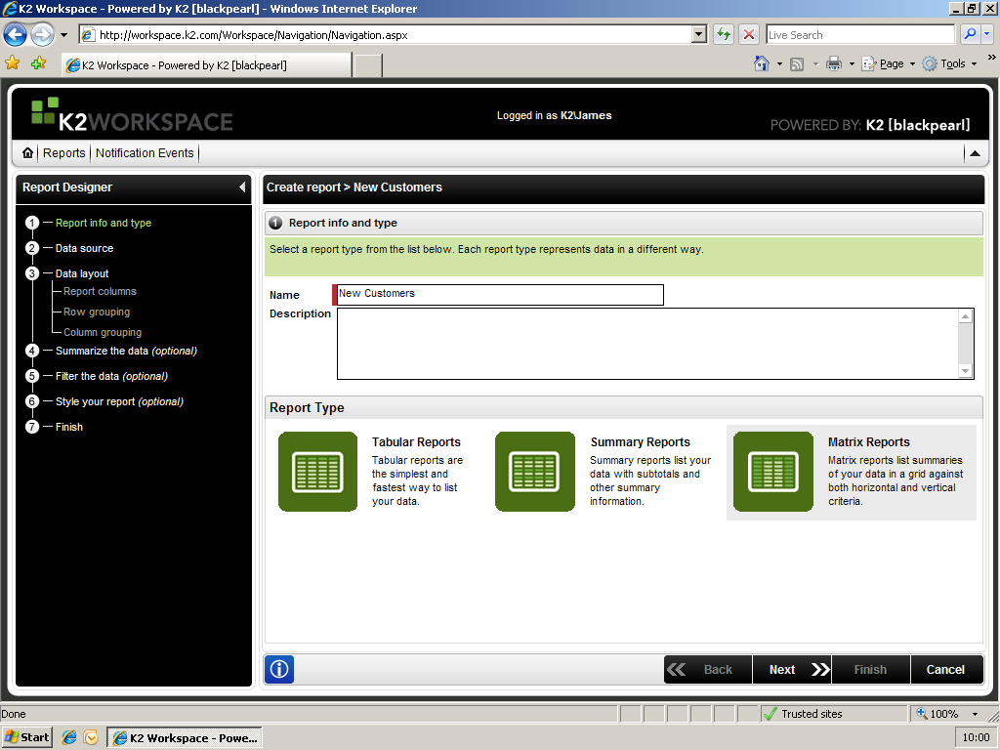 K2 Workspace - Powered by K2 [blackpearl] - Windows Internet Explorer
http://workspace.k2.com/Workspace/Navigation/Navigation.aspx
Live Search
K2 Workspace - Powered by K2 [blackpearl]
Page
Tools
K2WORKSPACE
Logged in as K2\James
POWERED BY: K2 [blackpearl]
Reports
Notification Events
Report Designer
1 Report info and type
2 Data source
3 Data layout
Report columns
Row grouping
Column grouping
4 Summarize the data (optional)
5 Filter the data (optional)
6 Style your report (optional)
7 Finish
Create report > New Customers
1 Report info and type
Select a report type from the list below. Each report type represents data in a different way.
Name
New Customers
Description
Report Type
Tabular Reports
Tabular reports are
the simplest and
fastest way to list
your data.
Summary Reports
Summary reports list your
data with subtotals and
other summary
information.
Matrix Reports
Matrix reports list summaries
of your data in a grid against
both horizontal and vertical
criteria.
Back
Next
Finish
Cancel
Done
Trusted sites
100%
Start
K2 Workspace - Powe...
10:00